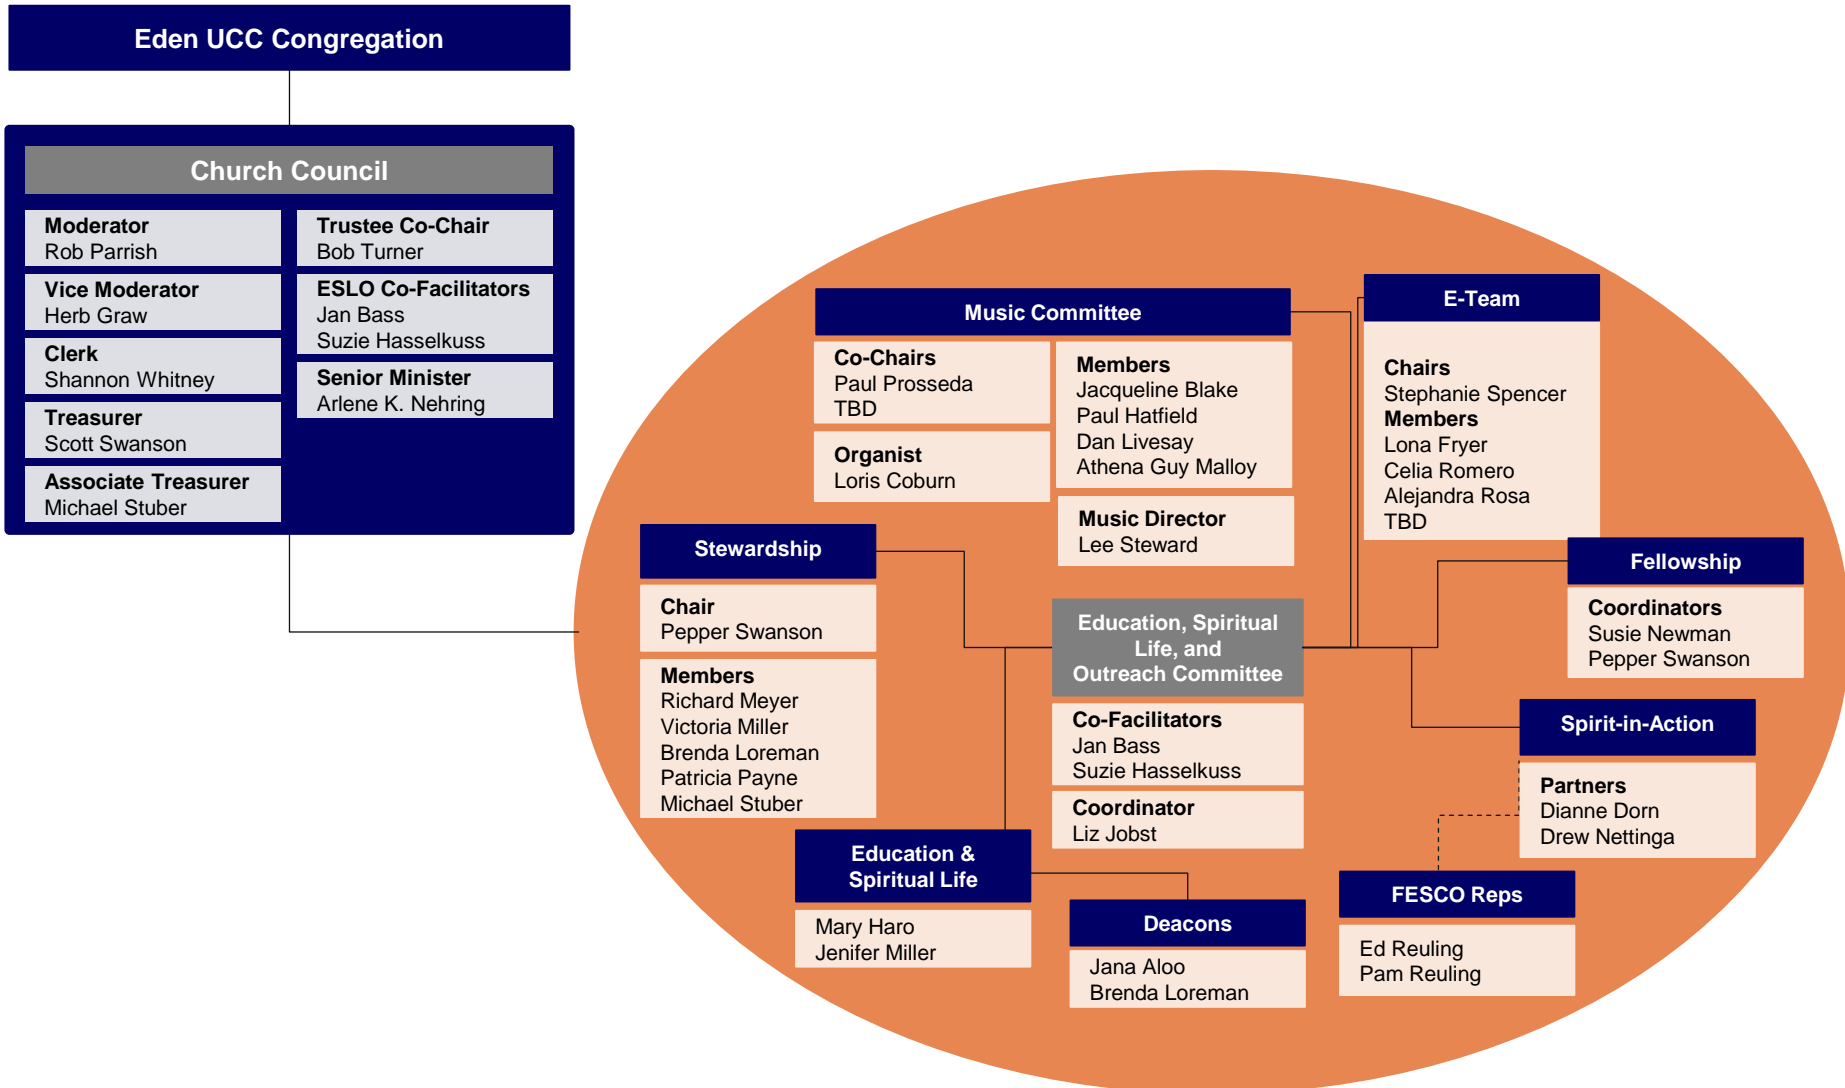 Eden UCC Congregation
Church Council
Moderator
Rob Parrish
Vice Moderator
Herb Graw
Clerk
Shannon Whitney
Treasurer
Scott Swanson
Associate Treasurer
Michael Stuber
Trustee Co-Chair
Bob Turner
ESLO Co-Facilitators
Jan Bass
Suzie Hasselkuss
Senior Minister
Arlene K. Nehring
Music Committee
Co-Chairs
Paul Prosseda
TBD
Organist
Loris Coburn
Members
Jacqueline Blake
Paul Hatfield
Dan Livesay
Athena Guy Malloy
Music Director
Lee Steward
E-Team
Chairs
Stephanie Spencer
Members
Lona Fryer
Celia Romero
Alejandra Rosa
TBD
Stewardship
Chair
Pepper Swanson
Members
Richard Meyer
Victoria Miller
Brenda Loreman
Patricia Payne
Michael Stuber
Education, Spiritual
Life, and
Outreach Committee
Co-Facilitators
Jan Bass
Suzie Hasselkuss
Coordinator
Liz Jobst
Fellowship
Coordinators
Susie Newman
Pepper Swanson
Spirit-in-Action
Partners
Dianne Dorn
Drew Nettinga
Education &
Spiritual Life
Mary Haro
Jenifer Miller
Deacons
Jana Aloo
Brenda Loreman
FESCO Reps
Ed Reuling
Pam Reuling